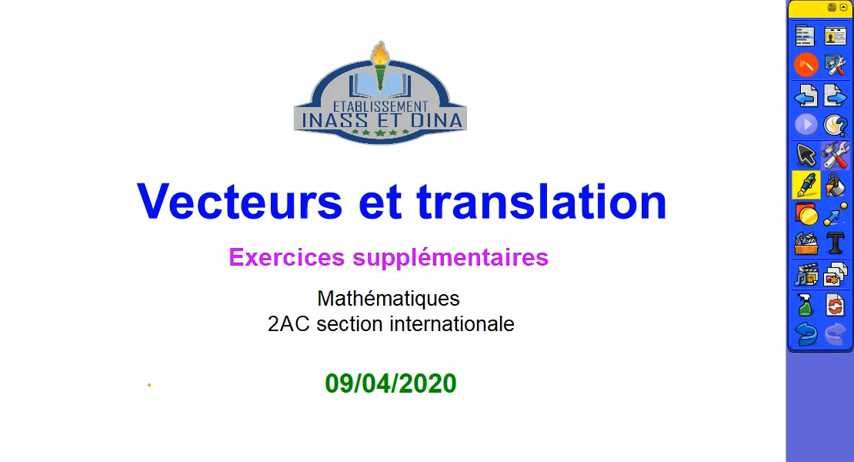 ETABLISSEMENT
INASS ET DINA
Vecteurs et translation
Exercices supplémentaires
Mathématiques
2AC section internationale
09/04/2020